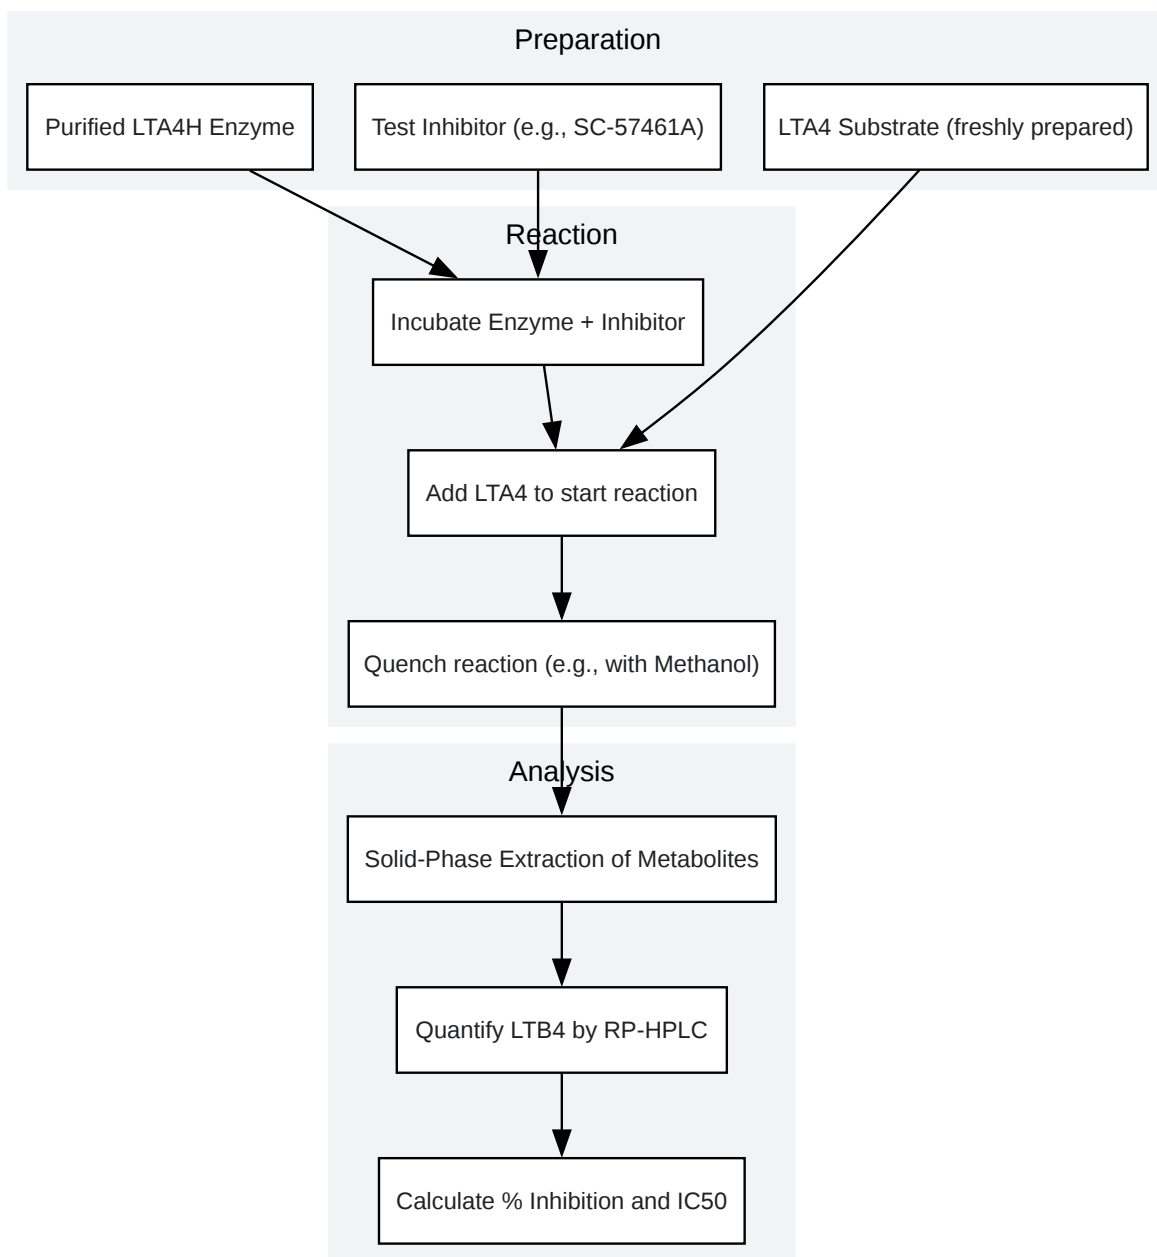 Preparation
Purified LTA4H Enzyme
Test Inhibitor (e.g., SC-57461A)
LTA4 Substrate (freshly prepared)
Reaction
Incubate Enzyme + Inhibitor
Add LTA4 to start reaction
Quench reaction (e.g., with Methanol)
Analysis
Solid-Phase Extraction of Metabolites
Quantify LTB4 by RP-HPLC
Calculate % Inhibition and IC50